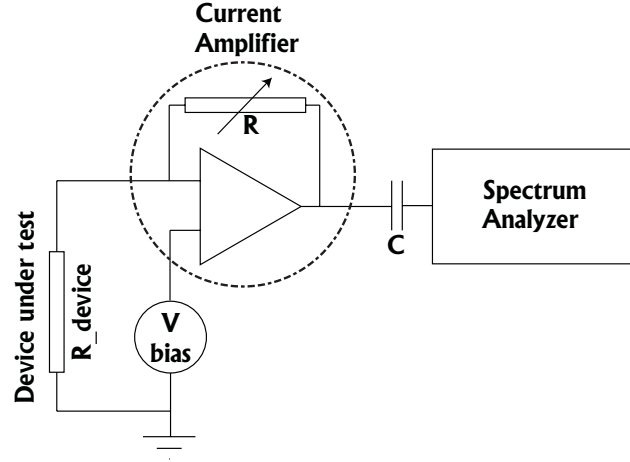 Current
Amplifier
R
Spectrum
Analyzer
C
Device under test
R_device
V
bias